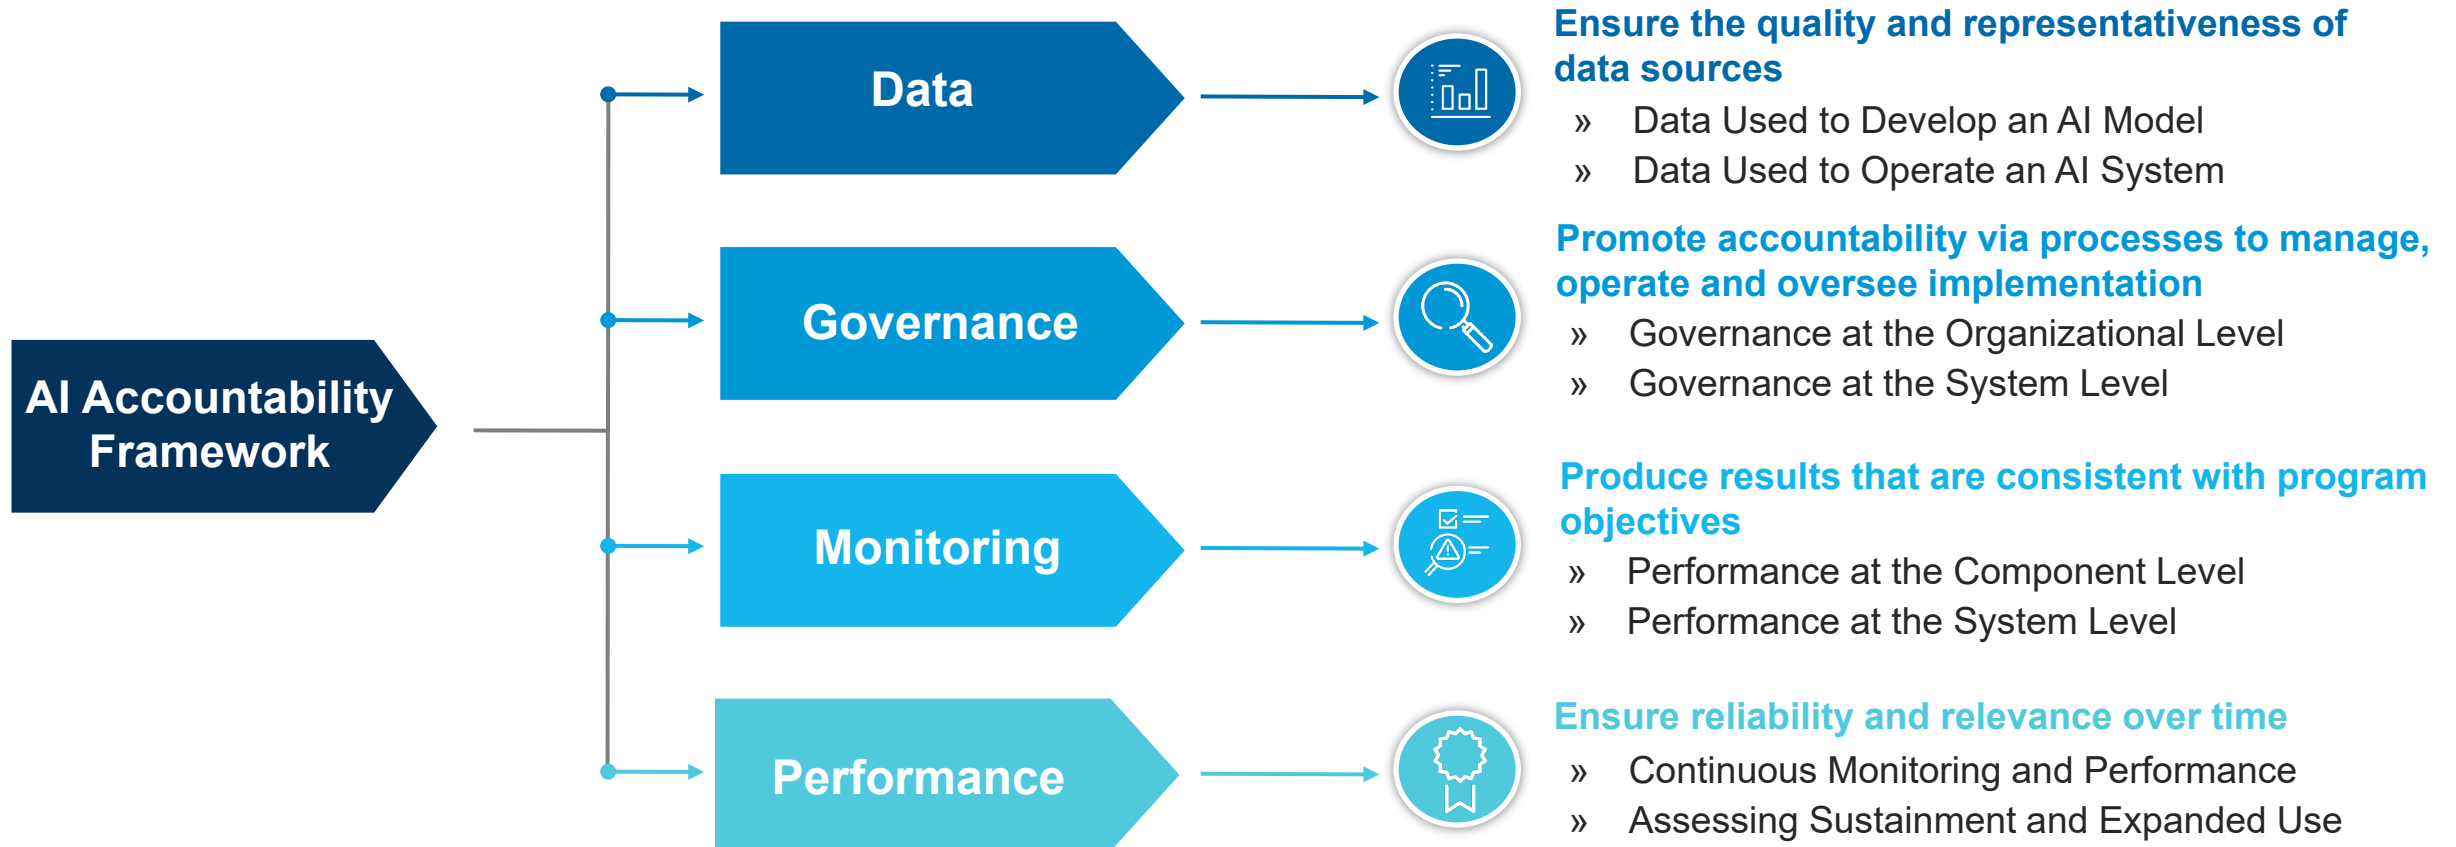 AI Accountability
Framework
Data
Ensure the quality and representativeness of
data sources
» Data Used to Develop an AI Model
» Data Used to Operate an AI System
Governance
Promote accountability via processes to manage,
operate and oversee implementation
» Governance at the Organizational Level
» Governance at the System Level
Monitoring
Produce results that are consistent with program
objectives
» Performance at the Component Level
» Performance at the System Level
Performance
Ensure reliability and relevance over time
» Continuous Monitoring and Performance
» Assessing Sustainment and Expanded Use